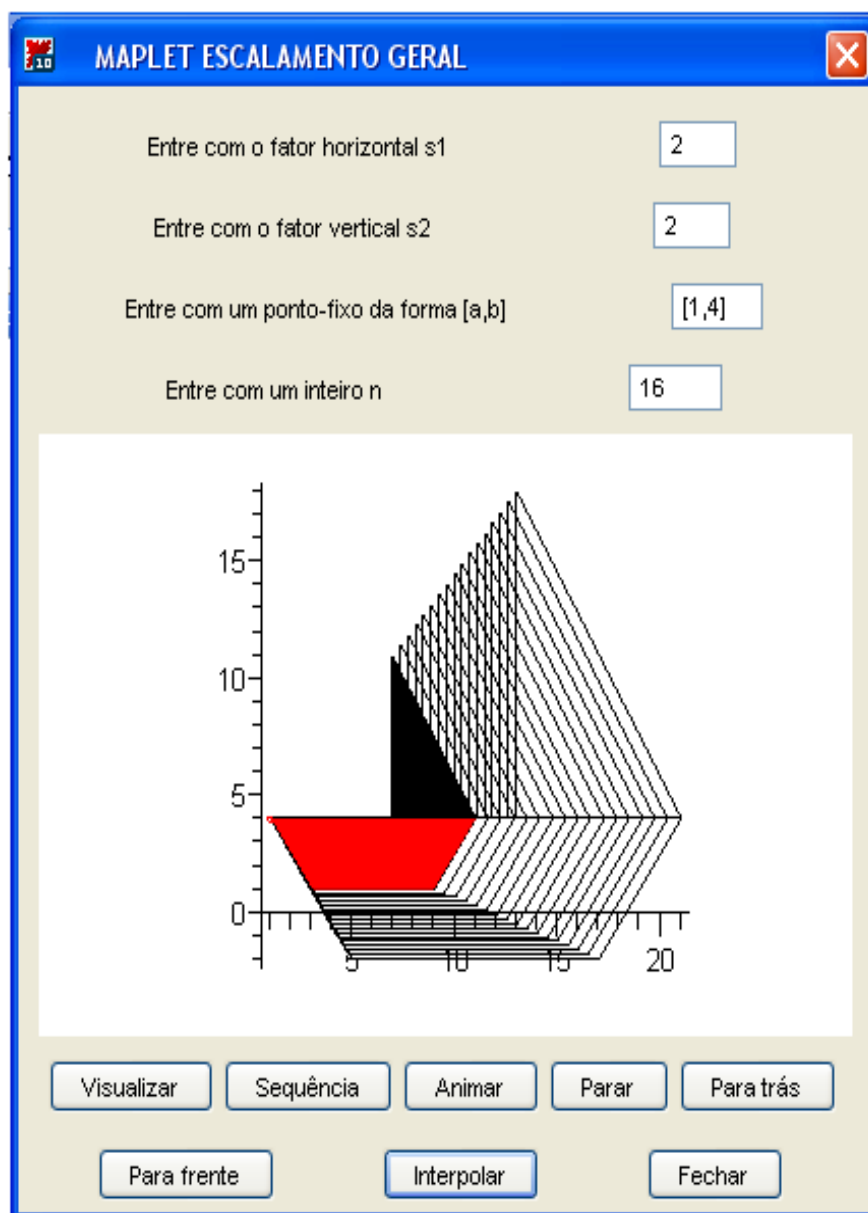 MAPLET ESCALAMENTO GERAL
Entre com o fator horizontal s1 2
Entre com o fator vertical s2 2
Entre com um ponto-fixo da forma [a,b] [1,4]
Entre com um inteiro n 16
15
10
5
0
5 10 15 20
Visualizar Sequência Animar Parar Para trás
Para frente Interpolar Fechar